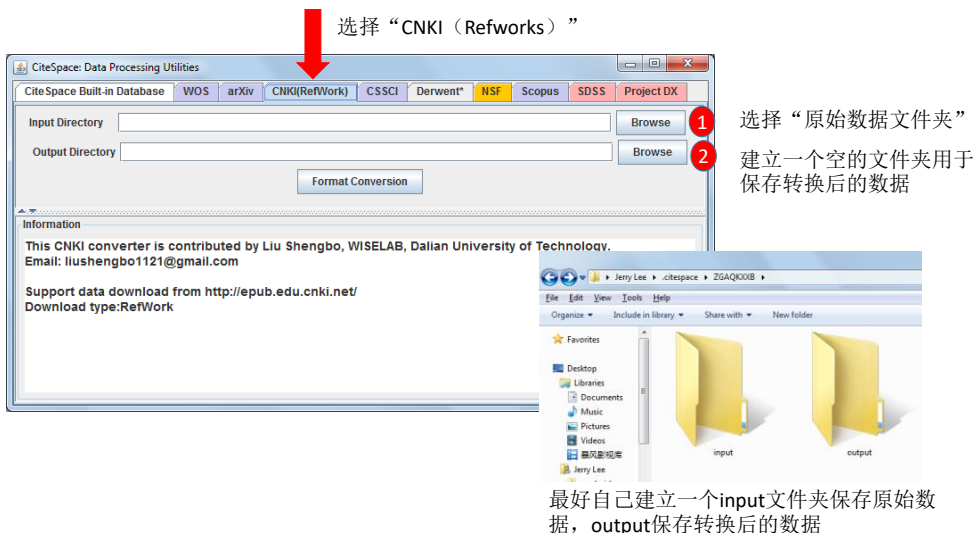 选择“CNKI（Refworks）”
CiteSpace: Data Processing Utilities
CiteSpace Built-in Database WOS arXiv CNKI(RefWork) CSSCI Derwent* NSF Scopus SDSS Project DX
Input Directory Browse 1 选择“原始数据文件夹”
Output Directory Browse 2 建立一个空的文件夹用于
保存转换后的数据
Format Conversion
Information
This CNKI converter is contributed by Liu Shengbo, WISELAB, Dalian University of Technology.
Email: liushengbo1121@gmail.com
Support data download from http://epub.edu.cnki.net/
Download type:RefWork
Jerry Lee .citespace ZGAQKXXB
File Edit View Tools Help
Organize Include in library Share with New folder
Favorites
Desktop
Libraries
Documents
Music
Pictures
Videos
暴风影视库
Jerry Lee
input output
最好自己建立一个input文件夹保存原始数
据，output保存转换后的数据